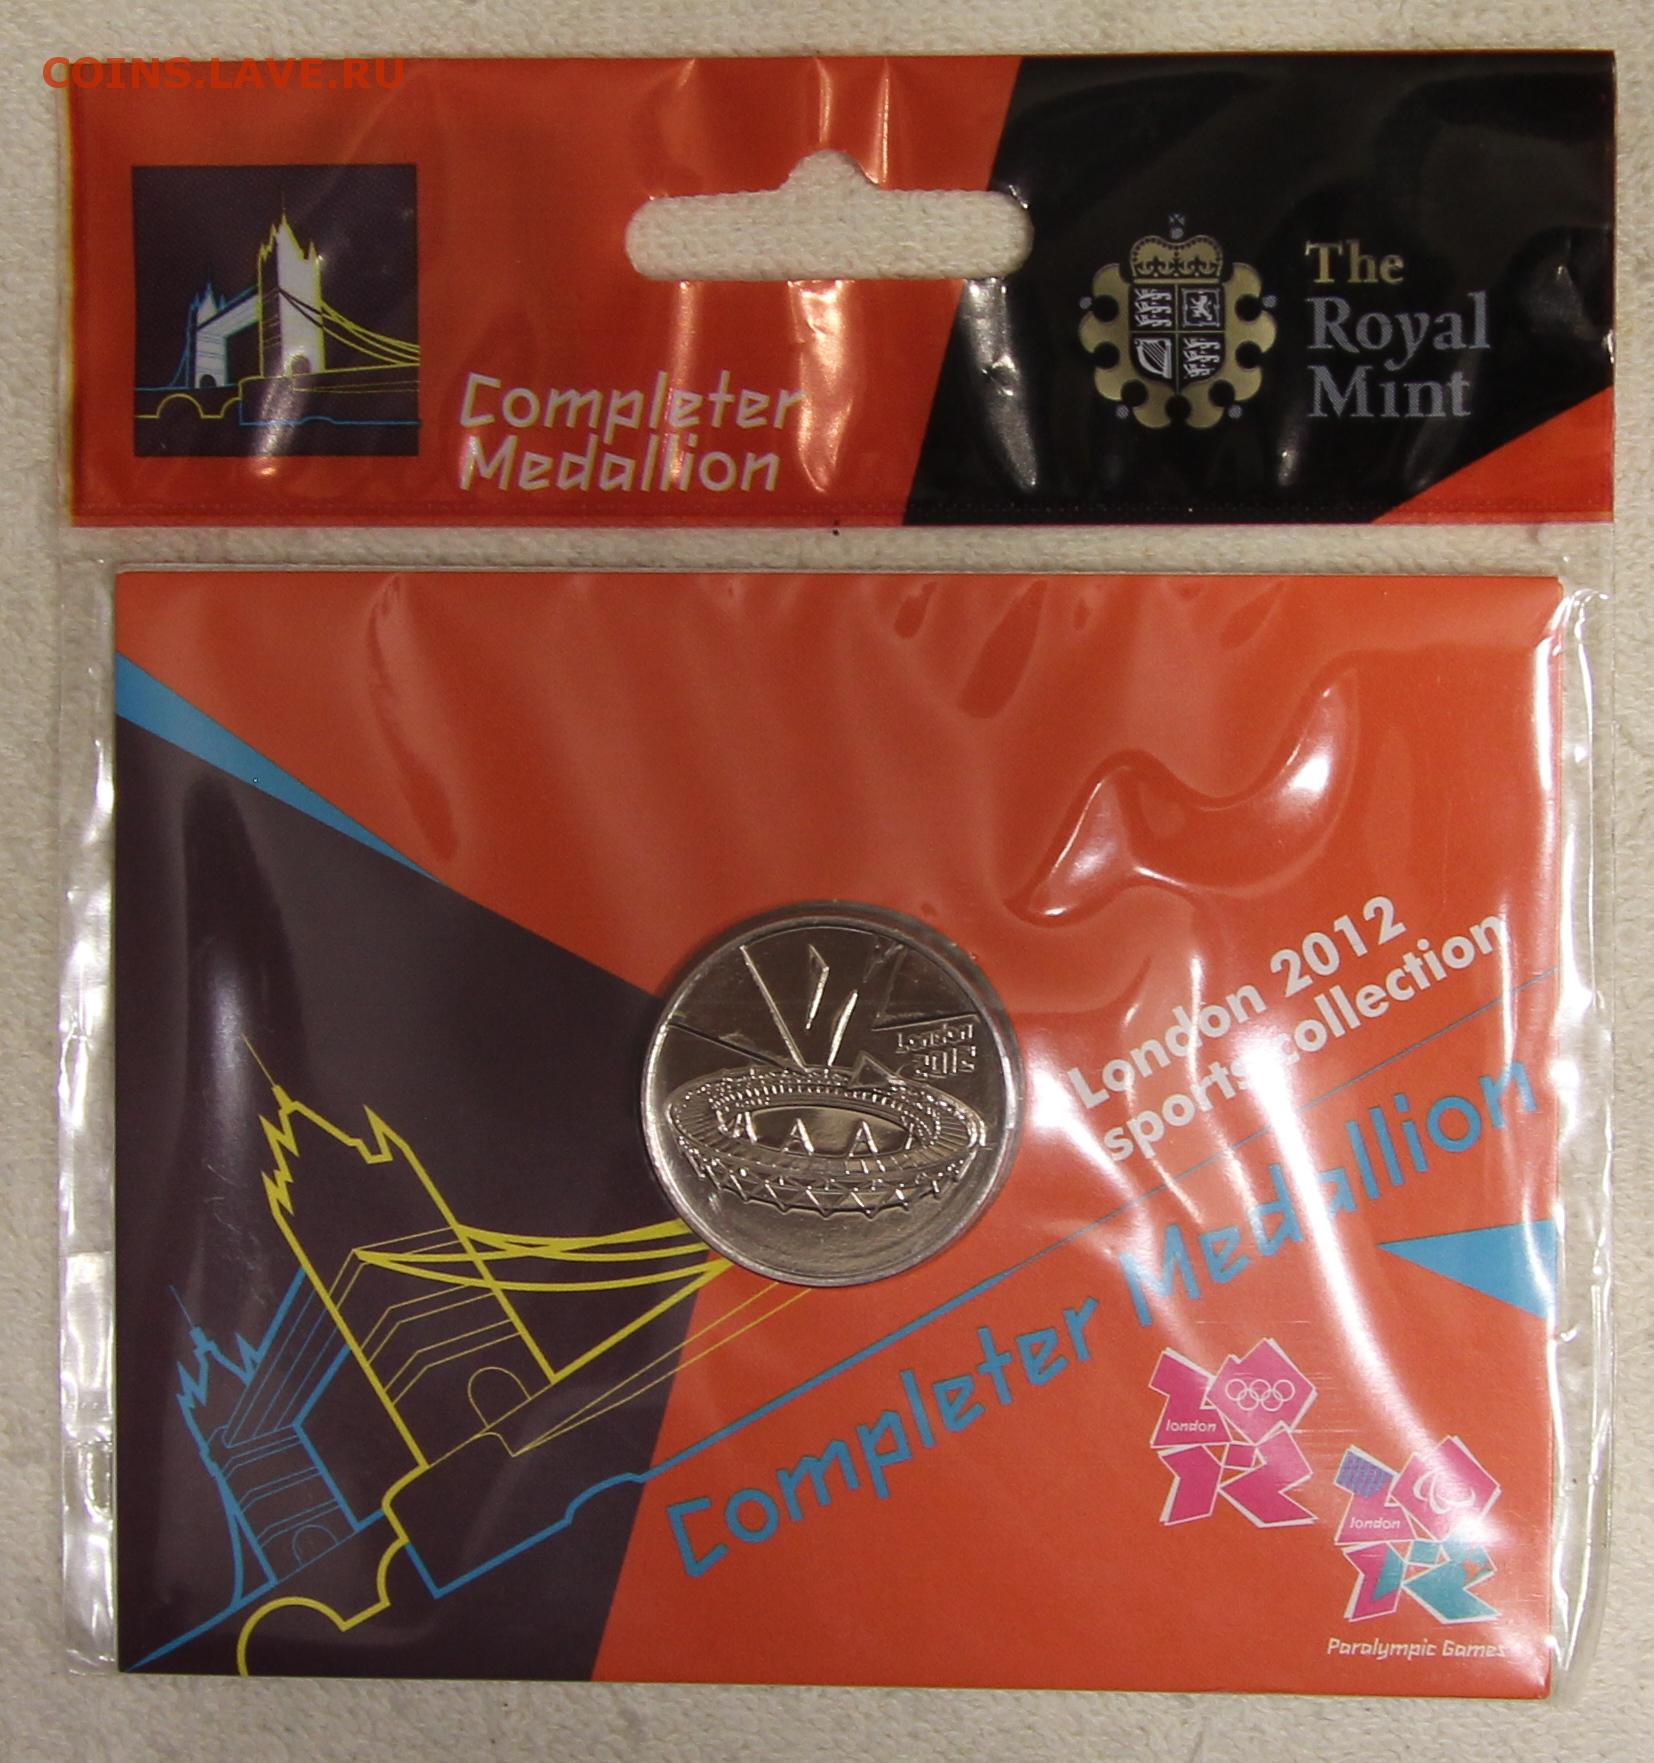 COINS.LAVE.RU
Completer
Medallion
The
Royal
Mint
London
2012
London 2012
sports collection
Completer Medallion
london
london
Paralympic Games